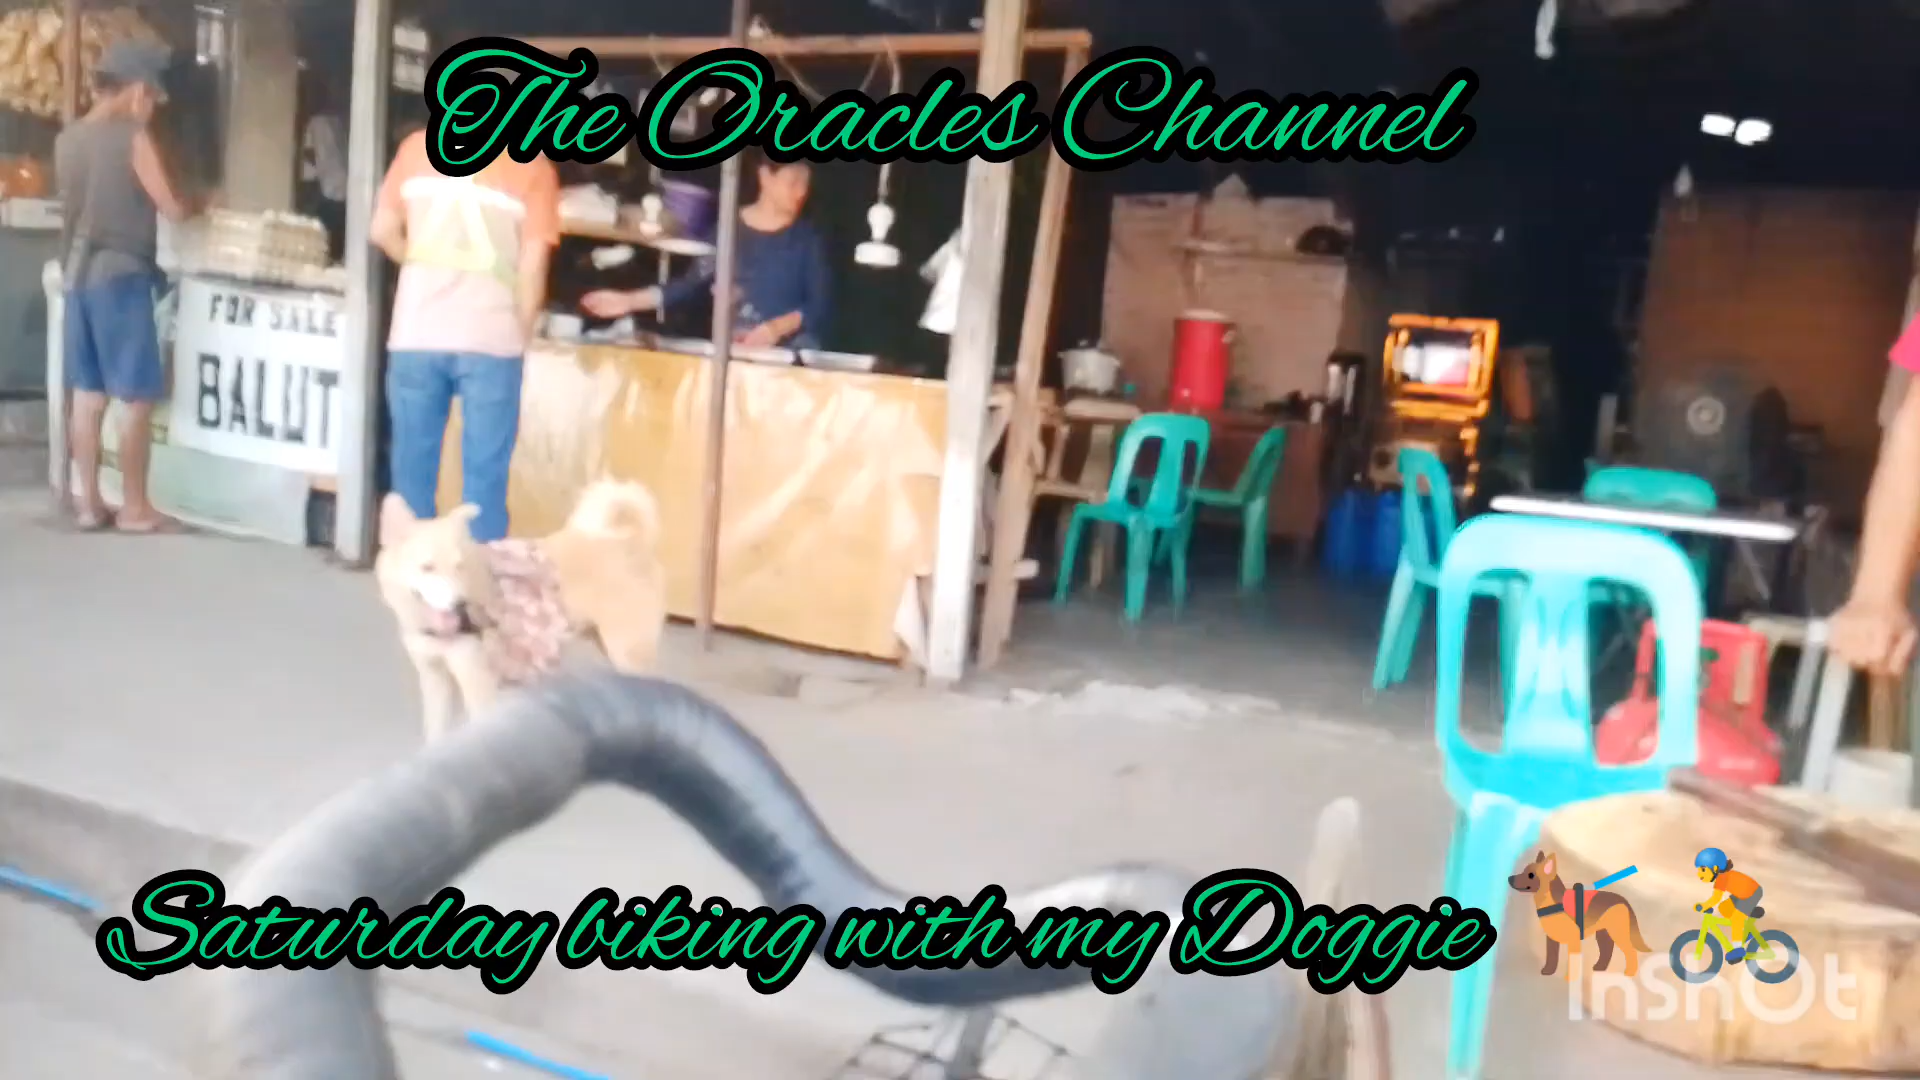 The Oracles Channel
FOR SALE
BALUT
Saturday biking with my Doggie
InShOt